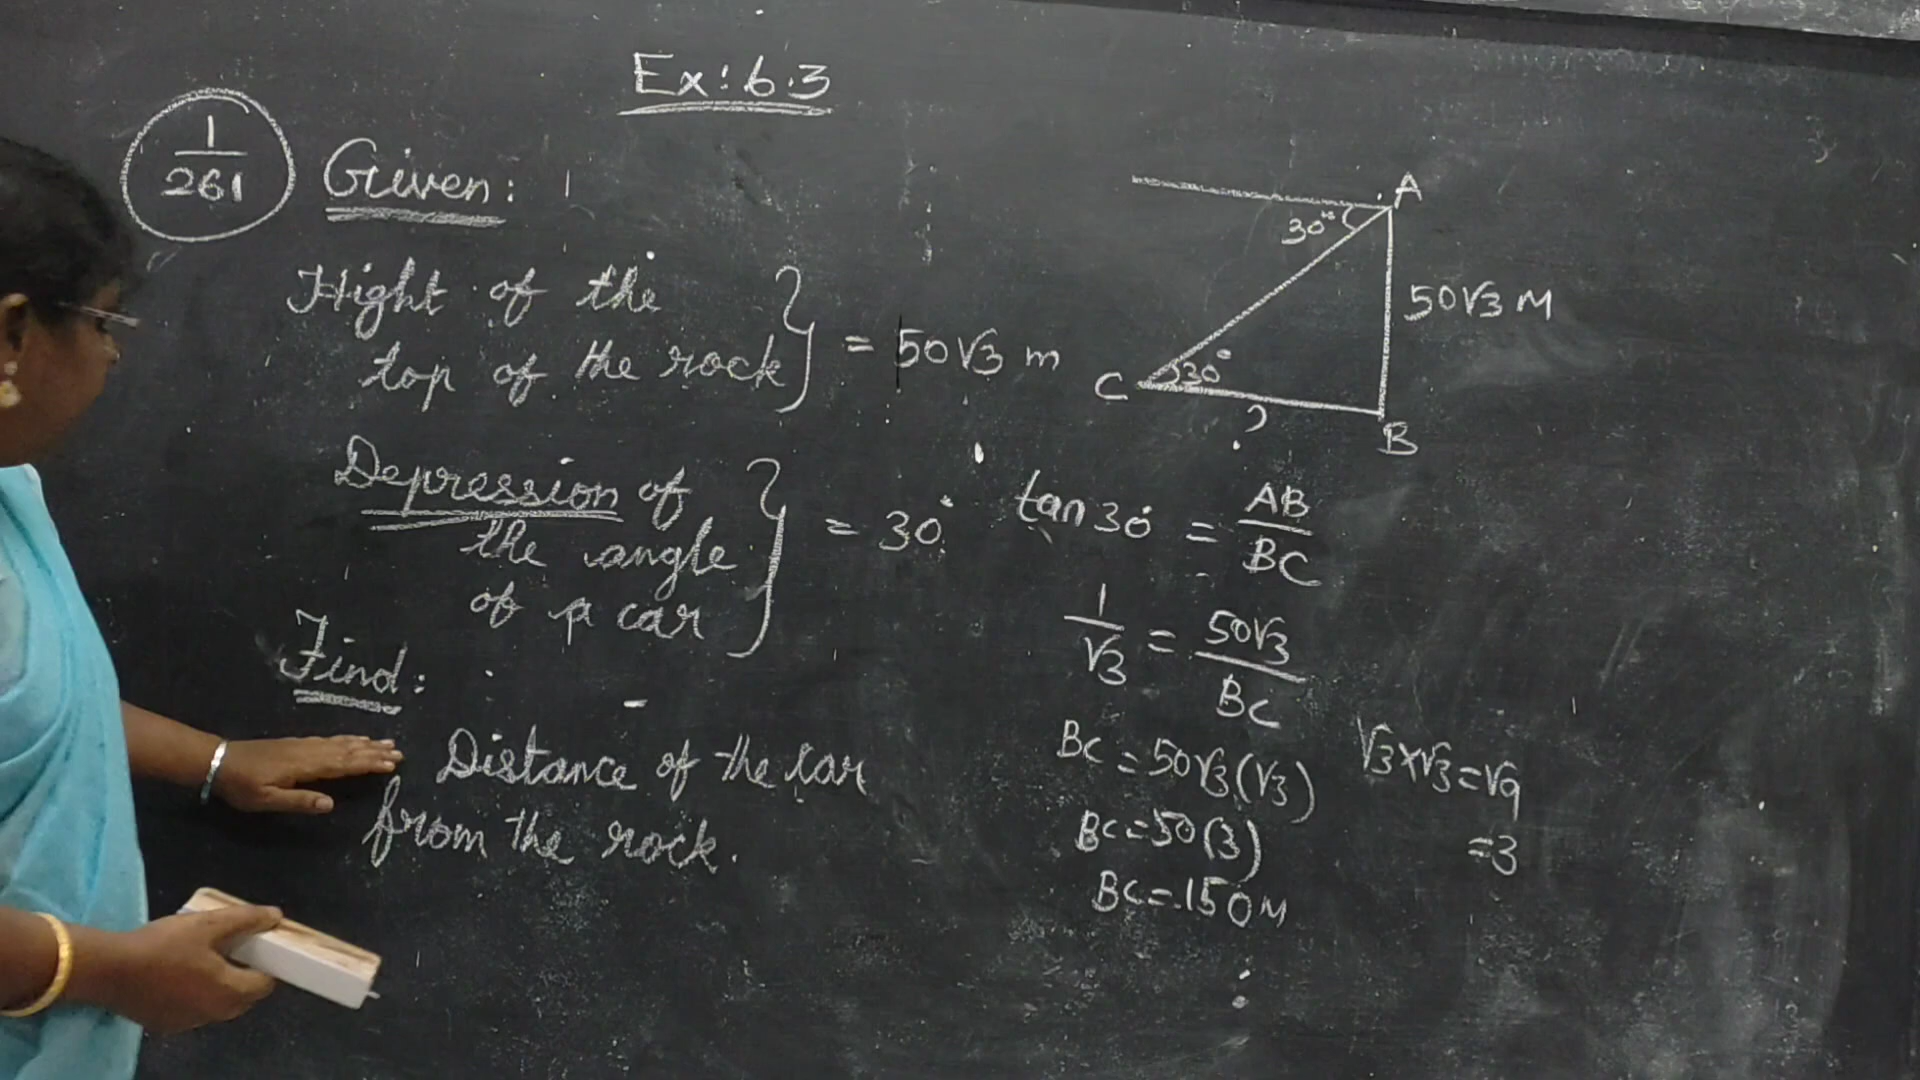 Ex: 6.3
1
261
Given:
Hight of the
top of the rock
= 50√3 m
Depression of
the angle
of a car
= 30°
Find:
Distance of the car
from the rock.
A
30°
50√3 M
C
30°
?
B
tan 30° = AB/BC
1/√3 = 50√3/BC
BC = 50√3(√3)
√3×√3=√9
BC=50(3)
=3
BC=150M